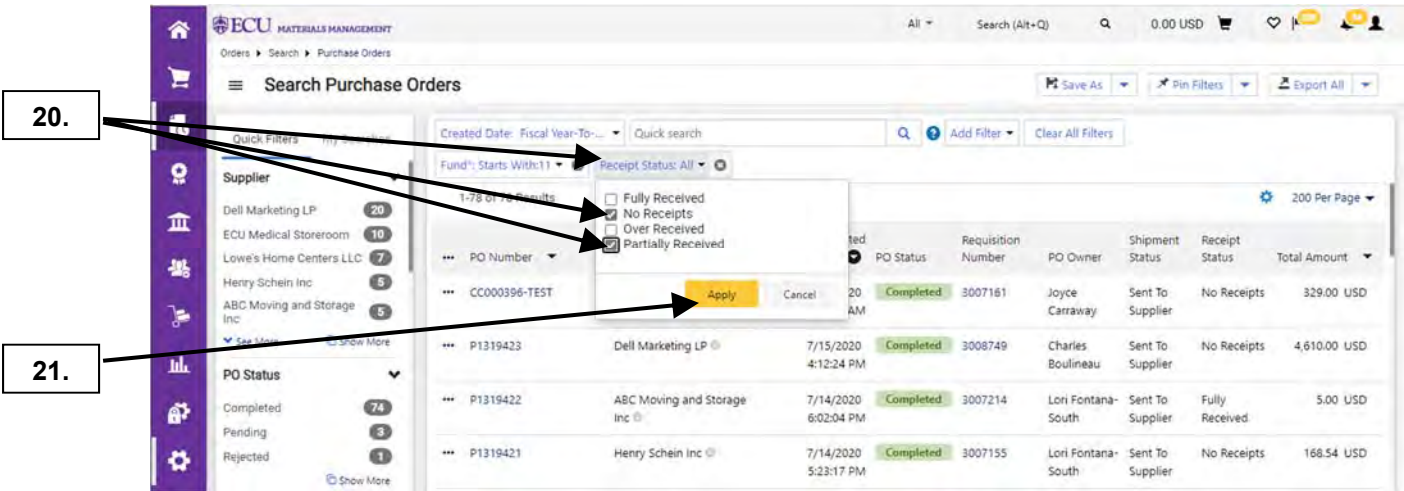 ECU MATERIALS MANAGEMENT
All
Search (Alt+Q)
0.00 USD
Orders Search Purchase Orders
Search Purchase Orders
Save As
Pin Filters
Export All
20.
Quick Filters
Created Date: Fiscal Year-To-...
Quick search
Add Filter
Clear All Filters
Fund*: Starts With:11
Receipt Status: All
Supplier
1-78 of 78 Results
200 Per Page
Fully Received
No Receipts
Over Received
Partially Received
Apply
Cancel
Dell Marketing LP 20
ECU Medical Storeroom 10
Lowe's Home Centers LLC 7
Henry Schein Inc 5
ABC Moving and Storage
Inc 5
See More
Show More
21.
PO Status
Completed 74
Pending 3
Rejected 1
Show More
PO Number
PO Status
Requisition
Number
PO Owner
Shipment
Status
Receipt
Status
Total Amount
CC000396-TEST
20
AM
Completed
3007161
Joyce
Carraway
Sent To
Supplier
No Receipts
329.00 USD
P1319423
Dell Marketing LP
7/15/2020
4:12:24 PM
Completed
3008749
Charles
Boulineau
Sent To
Supplier
No Receipts
4,610.00 USD
P1319422
ABC Moving and Storage
Inc
7/14/2020
6:02:04 PM
Completed
3007214
Lori Fontana-
South
Sent To
Supplier
Fully
Received
5.00 USD
P1319421
Henry Schein Inc
7/14/2020
5:23:17 PM
Completed
3007155
Lori Fontana-
South
Sent To
Supplier
No Receipts
168.54 USD